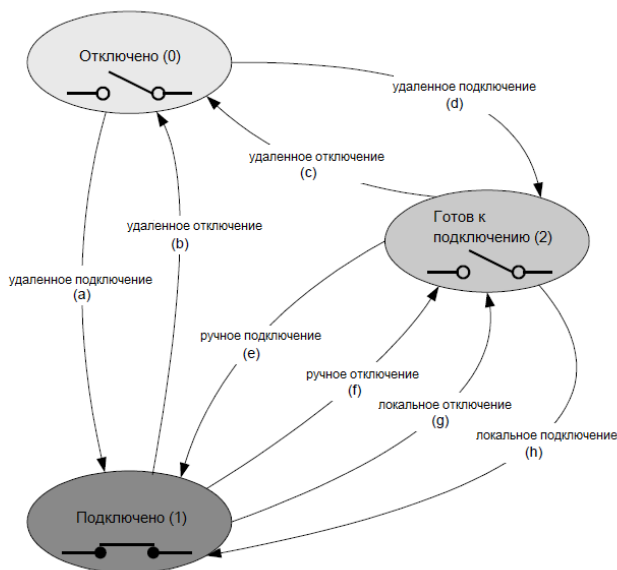 Отключено (0)
удаленное подключение
(d)
удаленное отключение
(c)
Готов к
подключению (2)
удаленное отключение
(b)
удаленное подключение
(a)
ручное подключение
(e)
ручное отключение
(f)
локальное отключение
(g)
локальное подключение
(h)
Подключено (1)